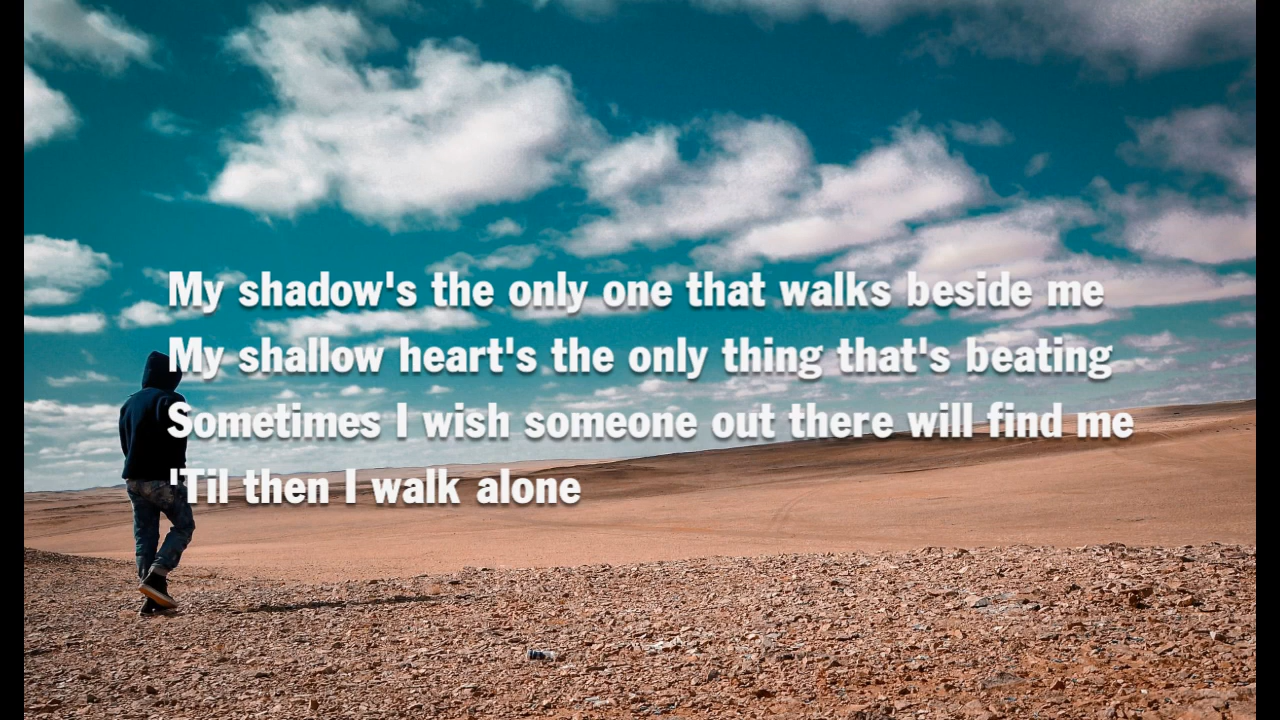 My shadow's the only one that walks beside me
My shallow heart's the only thing that's beating
Sometimes I wish someone out there will find me
'Til then I walk alone